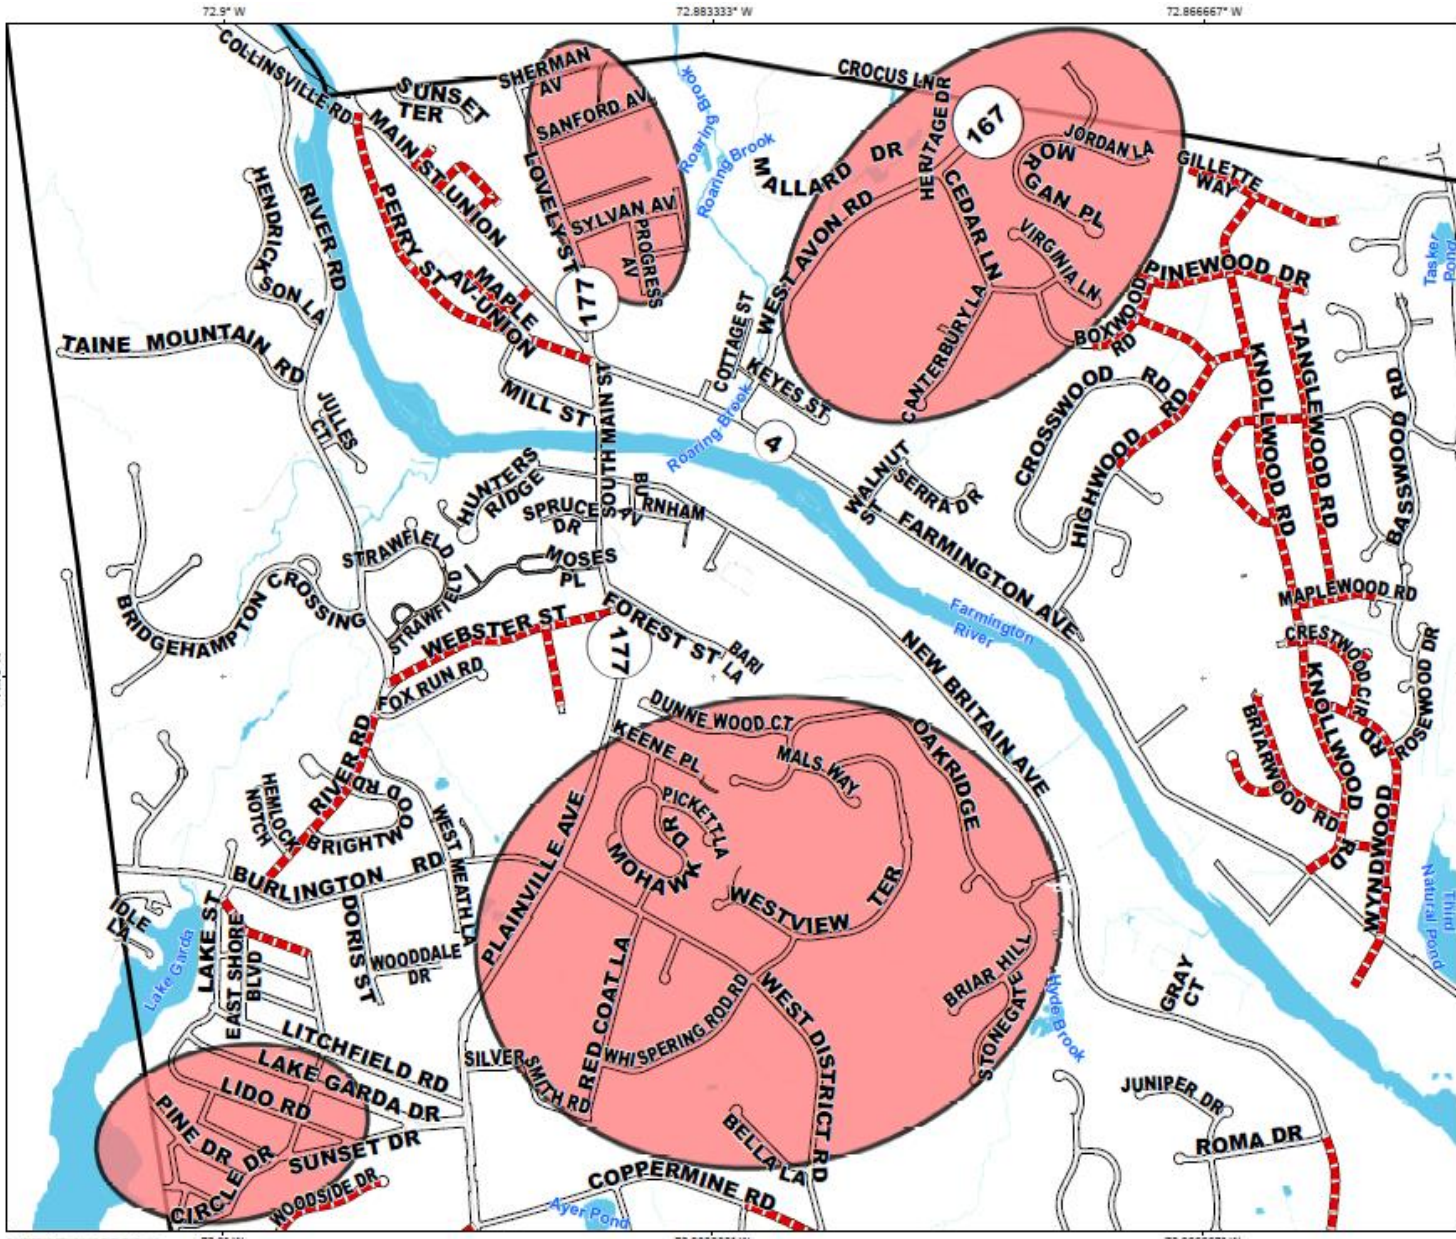 72.9° W
72.883333° W
72.866667° W
COLLINSVILLE RD
SUNSET TER
SHERMAN AV
SANFORD AV
CROCUS LNR
HERITAGE DR
167
JORDAN LA
MORGAN PL
GILLETTE WAY
MAIN ST UNION
LOVELY ST
Roaring Brook
Roaring Brook
Roaring
MALLARD DR
HENDRICKSON LA
RIVER RD
PERRY ST
SYLVAN AV
PROGRESS AV
WEST AVON RD
CEDAR LN
VIRGINIA LN
PINEWOOD DR
Tasker Pond
MAPLE AV-UNION
177
COTTAGE ST
CANTERBURY LA
BOXWOOD RD
TAINE MOUNTAIN RD
MILL ST
KEYES ST
CROSSWOOD RD
KNOLLWOOD RD
TANGLEWOOD RD
BASSWOOD RD
JULLES CT
SOUTH MAIN ST
Roaring Brook
4
HIGHWOOD RD
HUNTERS RIDGE
BURNHAM
SPRUCE DR
WALNUT ST
SERRA DR
FARMINGTON AVE
STRAWFIELD
MOSES PL
STRAWFIELD
BRIDGEHAMPTON CROSSING
WEBSTER ST
FOREST ST
BARI LA
177
Farmington River
MAPLEWOOD RD
CRESTWOOD CIR
ROSEWOOD DR
FOX RUN RD
NEW BRITAIN AVE
KNOLLWOOD RD
RD
DUNNE WOOD CT
KEENE PL
MALS WAY
OAKRIDGE
BRIARWOOD RD
RIVER RD
HEMLOCK NOTCH
BRIGHTWOOD RD
PICKETT LA
MOHAWK DR
PLAINVILLE AVE
WEST MEATH LA
WYNDWOOD
BURLINGTON RD
WESTVIEW TER
IDLE LA
LAKE ST
EAST SHORE BLVD
DORIS ST
WOODDALE DR
Lake Garda
RED COAT LA
WHISPERING ROD RD
WEST DISTRICT RD
BRIAR HILL
STONEGATE
Hyde Brook
GRAY CT
Third Natural Pond
LITCHFIELD RD
LAKE GARDA DR
SILVERSMITH RD
LIDO RD
PINE DR
SUNSET DR
CIRCLE DR
WOODSIDE DR
BELLA LA
COPPERMINE RD
Ayer Pond
JUNIPER DR
ROMA DR